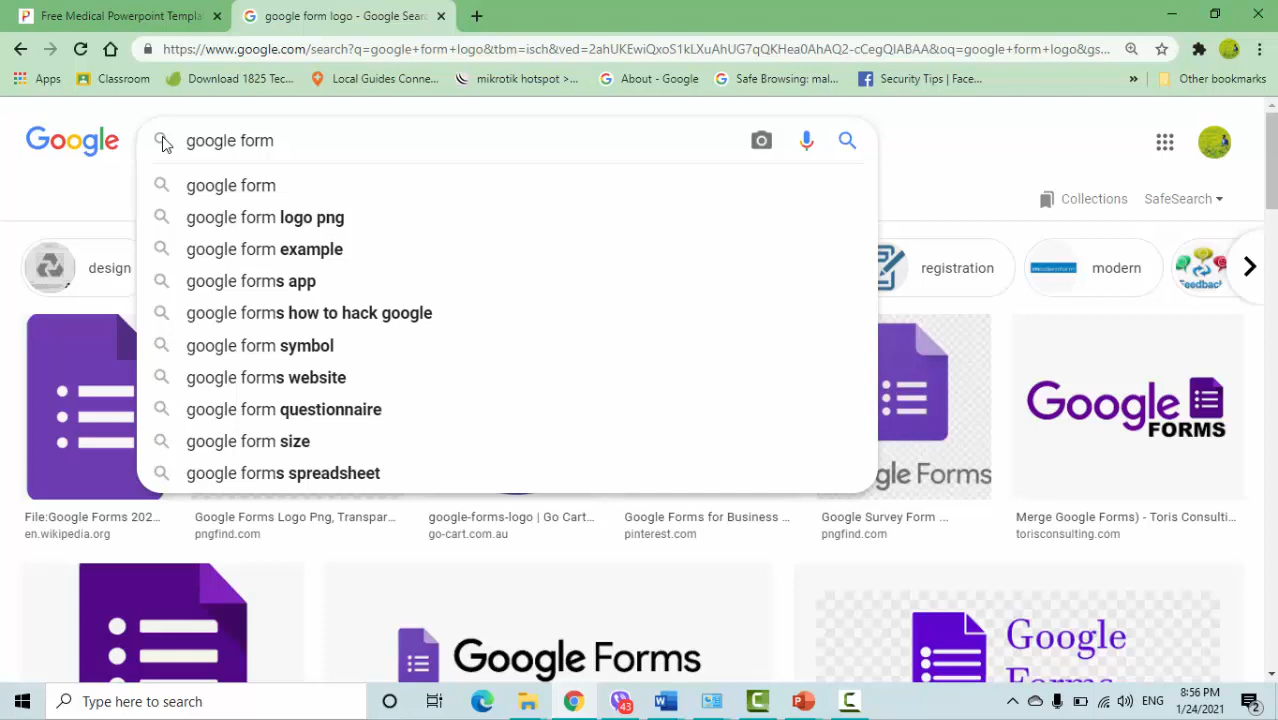 Free Medical Powerpoint Templa
google form logo - Google Sear
https://www.google.com/search?q=google+form+logo&tbm=isch&ved=2ahUKEwiQxoS1kLXuAhUG7qQKHea0AhAQ2-cCegQIABAA&oq=google+form+logo&gs...
Apps
Classroom
Download 1825 Tec...
Local Guides Conne...
mikrotik hotspot >...
About - Google
Safe Browsing: mal...
Security Tips | Face...
»
Other bookmarks
Google
google form
google form
google form logo png
google form example
google forms app
google forms how to hack google
google form symbol
google forms website
google form questionnaire
google form size
google forms spreadsheet
Collections
SafeSearch
design
registration
modern
Feedback
gle Forms
Google
FORMS
File:Google Forms 202...
en.wikipedia.org
Google Forms Logo Png, Transpar...
pngfind.com
google-forms-logo | Go Cart...
go-cart.com.au
Google Forms for Business ...
pinterest.com
Google Survey Form ...
pngfind.com
Merge Google Forms) - Toris Consulti...
torisconsulting.com
Google Forms
Google
Forms
Type here to search
43
ENG
8:56 PM
1/24/2021
2